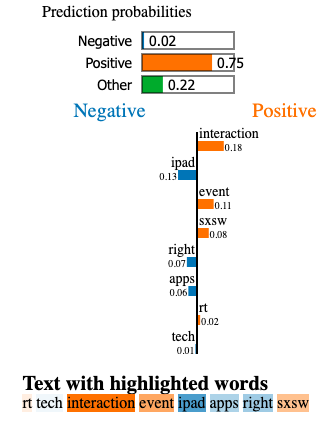 Prediction probabilities
Negative 0.02
Positive 0.75
Other 0.22
Negative Positive
interaction
0.18
ipad
0.13
event
0.11
sxsw
0.08
right
0.07
apps
0.06
rt
0.02
tech
0.01
Text with highlighted words
rt tech interaction event ipad apps right sxsw